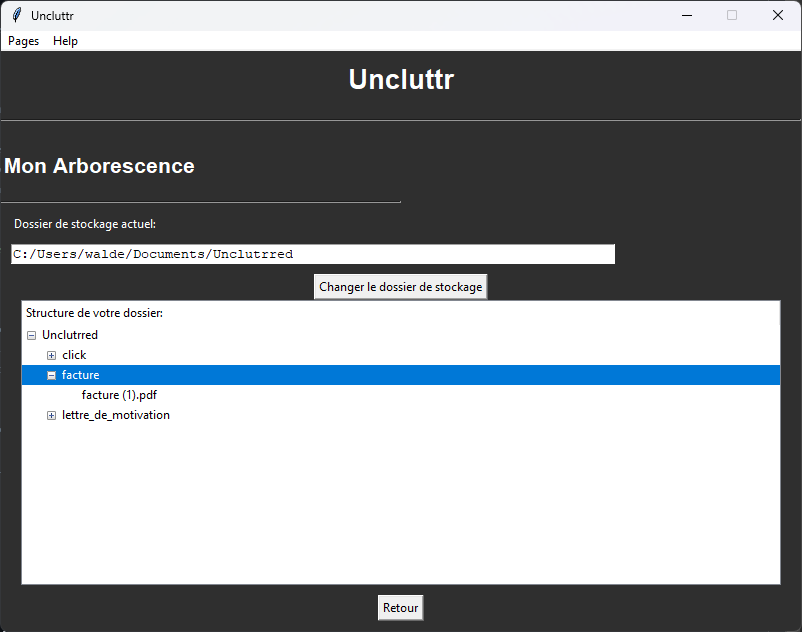 Uncluttr
Pages Help
Uncluttr
Mon Arborescence
Dossier de stockage actuel:
C:/Users/walde/Documents/Unclutrred
Changer le dossier de stockage
Structure de votre dossier:
Unclutrred
click
facture
facture (1).pdf
lettre_de_motivation
Retour